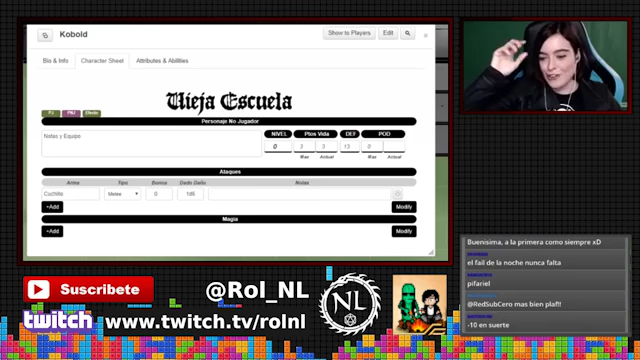 Kobold
Show to Players
Edit
Bio & Info
Character Sheet
Attributes & Abilities
Vieja Escuela
PJ
PNJ
Efecto
Personaje No Jugador
Notas y Equipo
NIVEL
Ptos Vida
DEF
POD
0
3
3
13
0
Max
Actual
Max
Actual
Ataques
Arma
Tipo
Bonus
Dado Daño
Notas
Cuchillo
Melee
0
1d6
+Add
Modify
Magia
+Add
Modify
Buenisima, a la primera como siempre xD
el fail de la noche nunca falta
pifariel
@RedSubCero mas bien plaf!!
-10 en suerte
Suscribete
@Rol_NL
NL
twitch
www.twitch.tv/rolnl